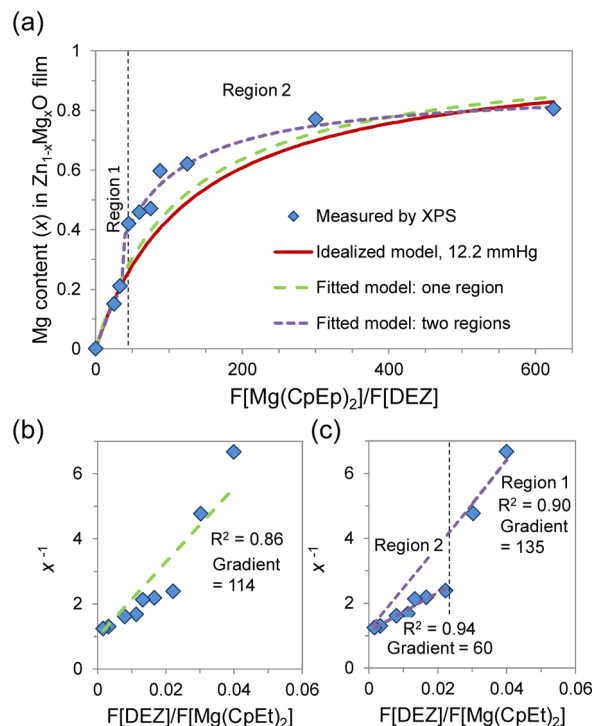 (a)
Mg content (x) in Zn1-xMgxO film
1
0.8
0.6
0.4
0.2
0
Region 1
Region 2
Measured by XPS
Idealized model, 12.2 mmHg
Fitted model: one region
Fitted model: two regions
0
200
400
600
F[Mg(CpEp)2]/F[DEZ]
(b)
χ -1
6
4
2
0
R2 = 0.86
Gradient
= 114
0
0.02
0.04
0.06
F[DEZ]/F[Mg(CpEt)2
(c)
χ -1
6
4
2
0
Region 1
R2 = 0.90
Gradient
= 135
Region 2
R2 = 0.94
Gradient = 60
0
0.02
0.04
0.06
F[DEZ]/F[Mg(CpEt)2